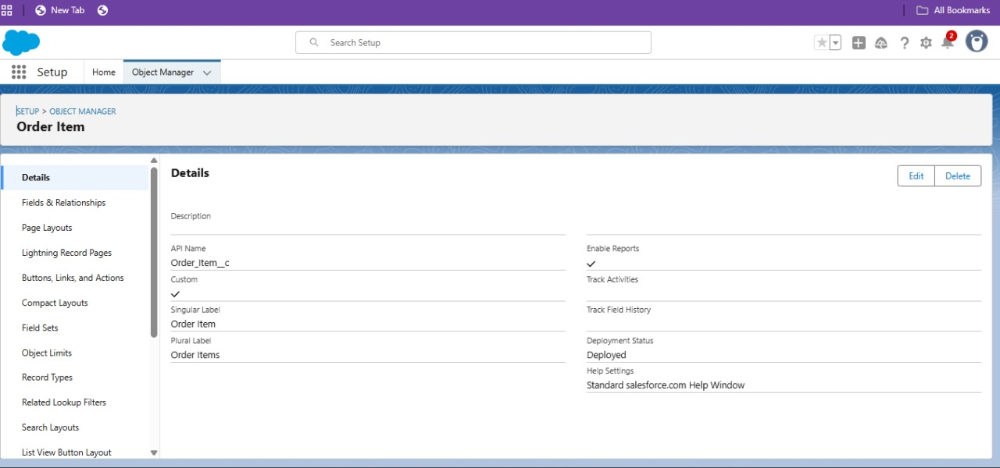 New Tab
All Bookmarks
Search Setup
2
Setup
Home
Object Manager
SETUP > OBJECT MANAGER
Order Item
Details
Fields & Relationships
Page Layouts
Lightning Record Pages
Buttons, Links, and Actions
Compact Layouts
Field Sets
Object Limits
Record Types
Related Lookup Filters
Search Layouts
List View Button Layout
Details
Edit
Delete
Description
API Name
Order_Item__c
Custom
Singular Label
Order Item
Plural Label
Order Items
Enable Reports
Track Activities
Track Field History
Deployment Status
Deployed
Help Settings
Standard salesforce.com Help Window